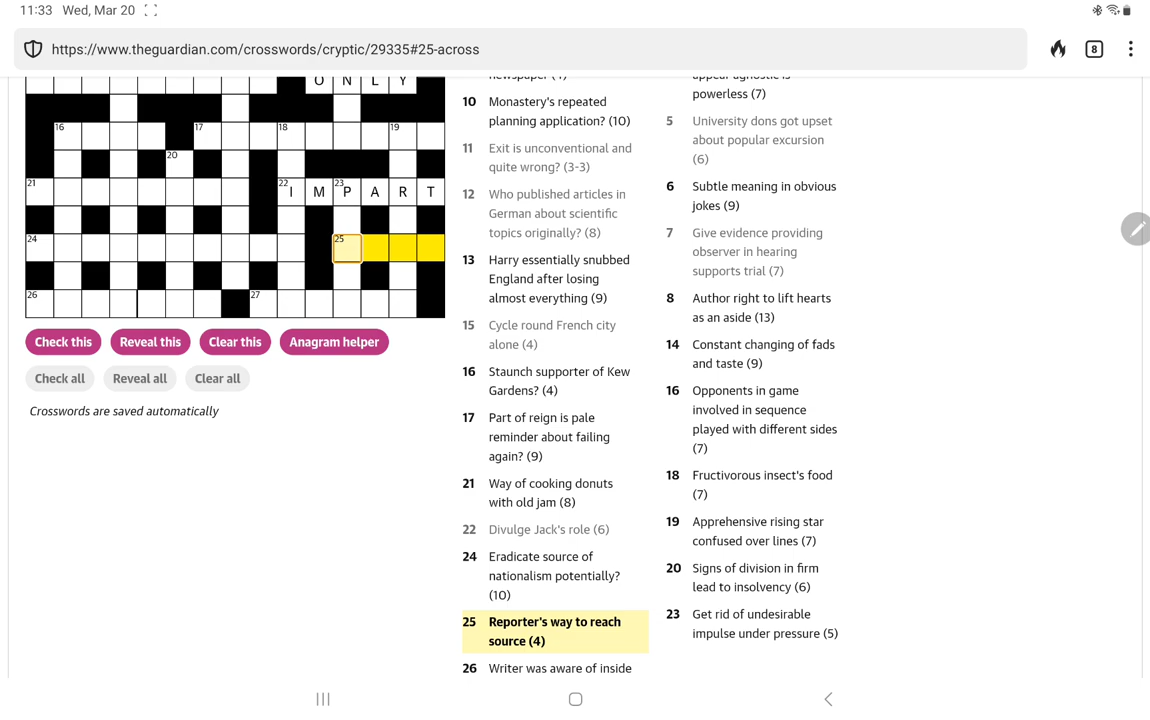 11:33 Wed, Mar 20
https://www.theguardian.com/crosswords/cryptic/29335#25-across
8
O N L Y
16
17
18
19
20
21
22 I M 23 P A R T
24
25
26
27
Check this
Reveal this
Clear this
Anagram helper
Check all
Reveal all
Clear all
Crosswords are saved automatically
newspaper (4)
10 Monastery's repeated
planning application? (10)
11 Exit is unconventional and
quite wrong? (3-3)
12 Who published articles in
German about scientific
topics originally? (8)
13 Harry essentially snubbed
England after losing
almost everything (9)
15 Cycle round French city
alone (4)
16 Staunch supporter of Kew
Gardens? (4)
17 Part of reign is pale
reminder about failing
again? (9)
21 Way of cooking donuts
with old jam (8)
22 Divulge Jack's role (6)
24 Eradicate source of
nationalism potentially?
(10)
25 Reporter's way to reach
source (4)
26 Writer was aware of inside
appear agnostic is
powerless (7)
5 University dons got upset
about popular excursion
(6)
6 Subtle meaning in obvious
jokes (9)
7 Give evidence providing
observer in hearing
supports trial (7)
8 Author right to lift hearts
as an aside (13)
14 Constant changing of fads
and taste (9)
16 Opponents in game
involved in sequence
played with different sides
(7)
18 Fructivorous insect's food
(7)
19 Apprehensive rising star
confused over lines (7)
20 Signs of division in firm
lead to insolvency (6)
23 Get rid of undesirable
impulse under pressure (5)